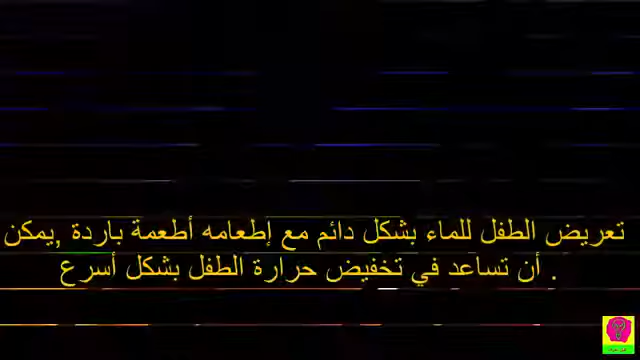 تعريض الطفل للماء بشكل دائم مع إطعامه أطعمة باردة ,يمكن
أن تساعد في تخفيض حرارة الطفل بشكل أسرع .